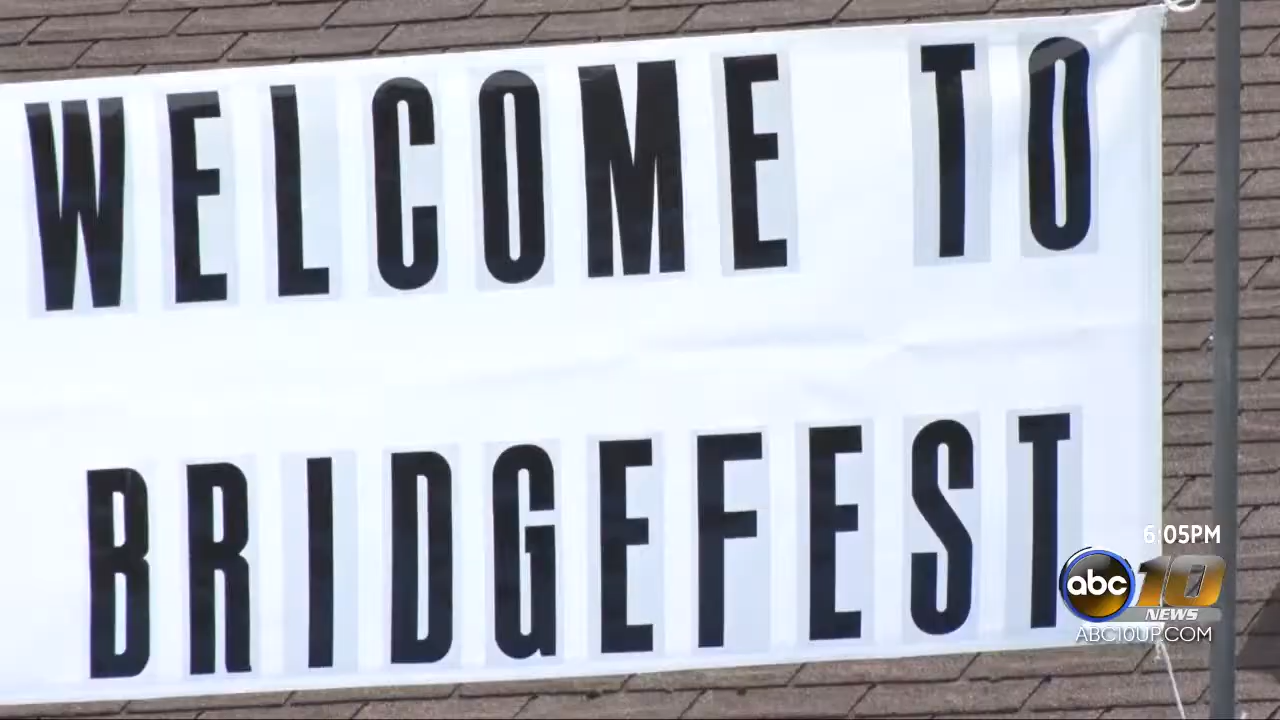 WELCOME TO
BRIDGEFEST
6:05PM
abc 10
NEWS
ABC10UP.COM